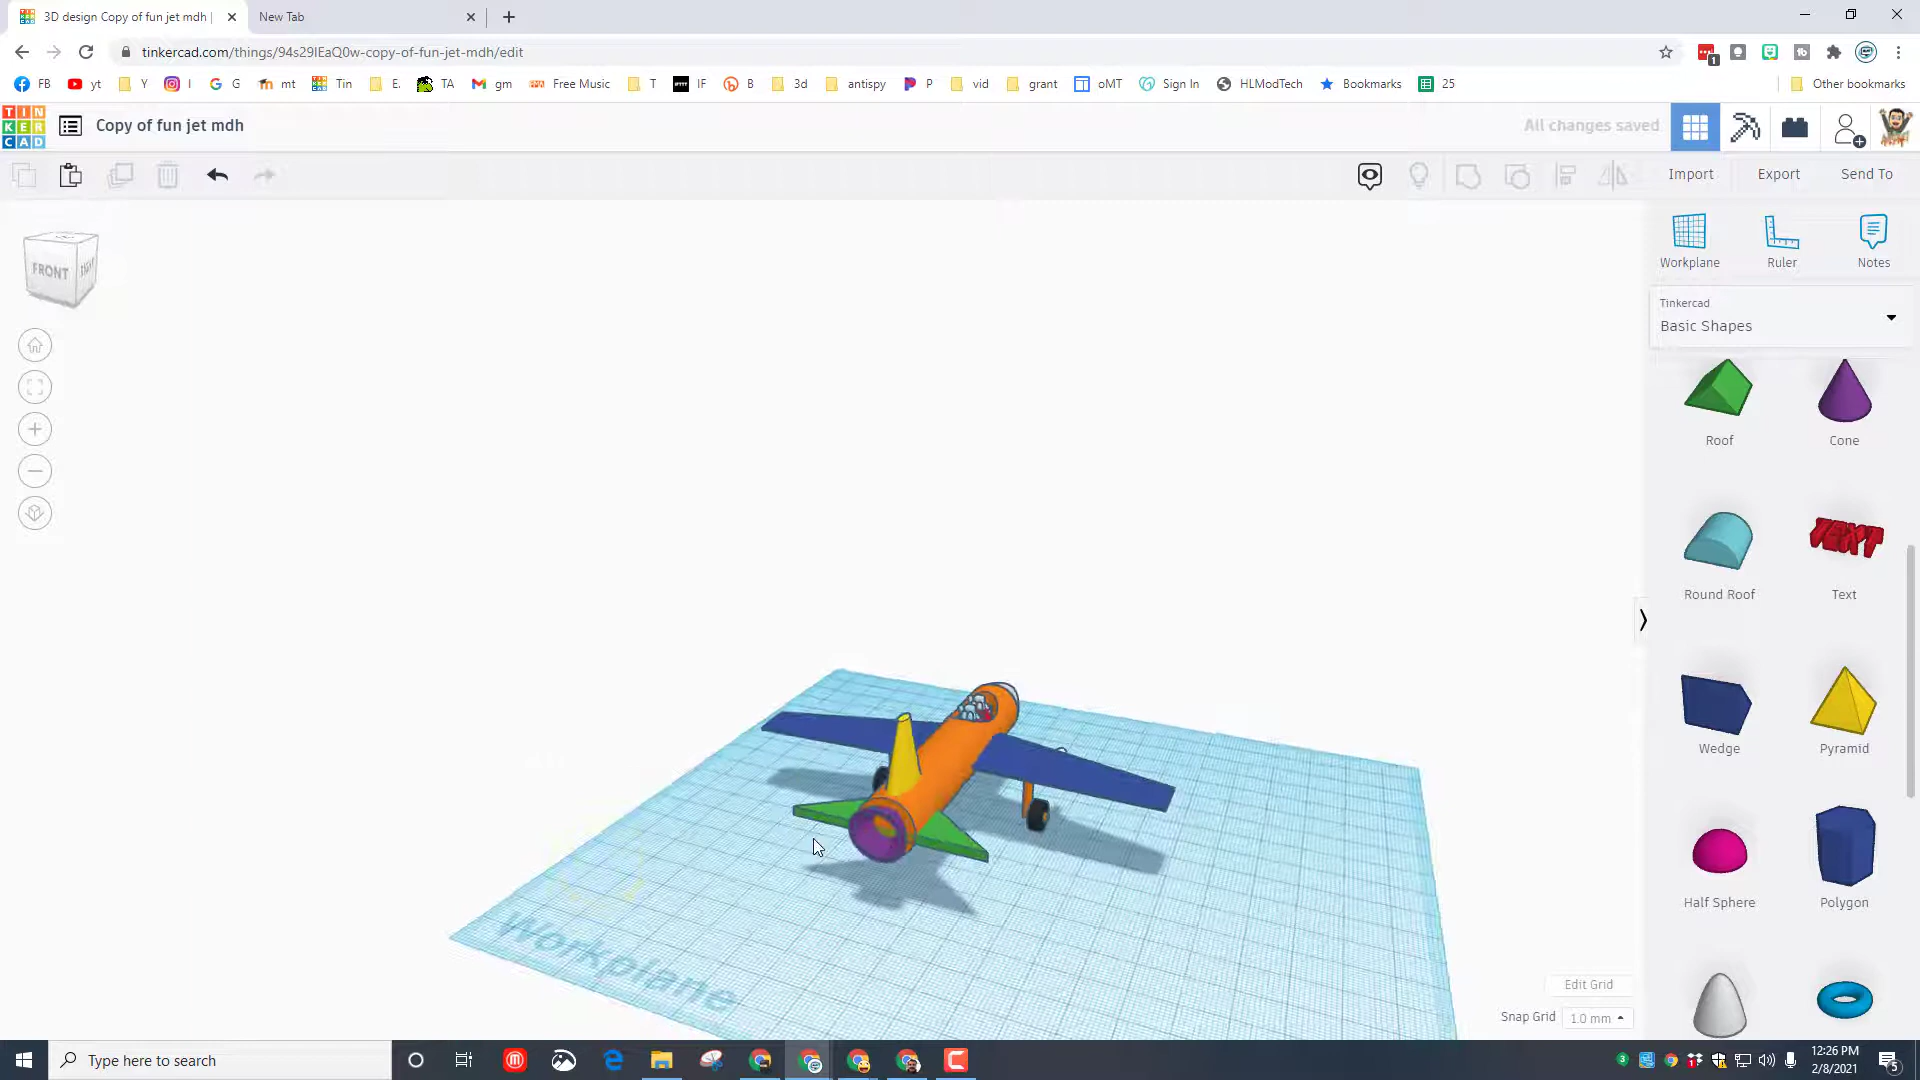 3D design Copy of fun jet mdh |
New Tab
tinkercad.com/things/94s29IEaQ0w-copy-of-fun-jet-mdh/edit
FB
yt
Y
I
G
mt
Tin
E.
TA
gm
Free Music
T
IF
B
3d
antispy
P
vid
grant
oMT
Sign In
HLModTech
Bookmarks
25
Other bookmarks
TIN
KER
CAD
Copy of fun jet mdh
All changes saved
Import
Export
Send To
FRONT
Workplane
Ruler
Notes
Tinkercad
Basic Shapes
Roof
Cone
TEXT
Round Roof
Text
Wedge
Pyramid
Half Sphere
Polygon
Workplane
Edit Grid
Snap Grid
1.0 mm
Type here to search
12:26 PM
2/8/2021